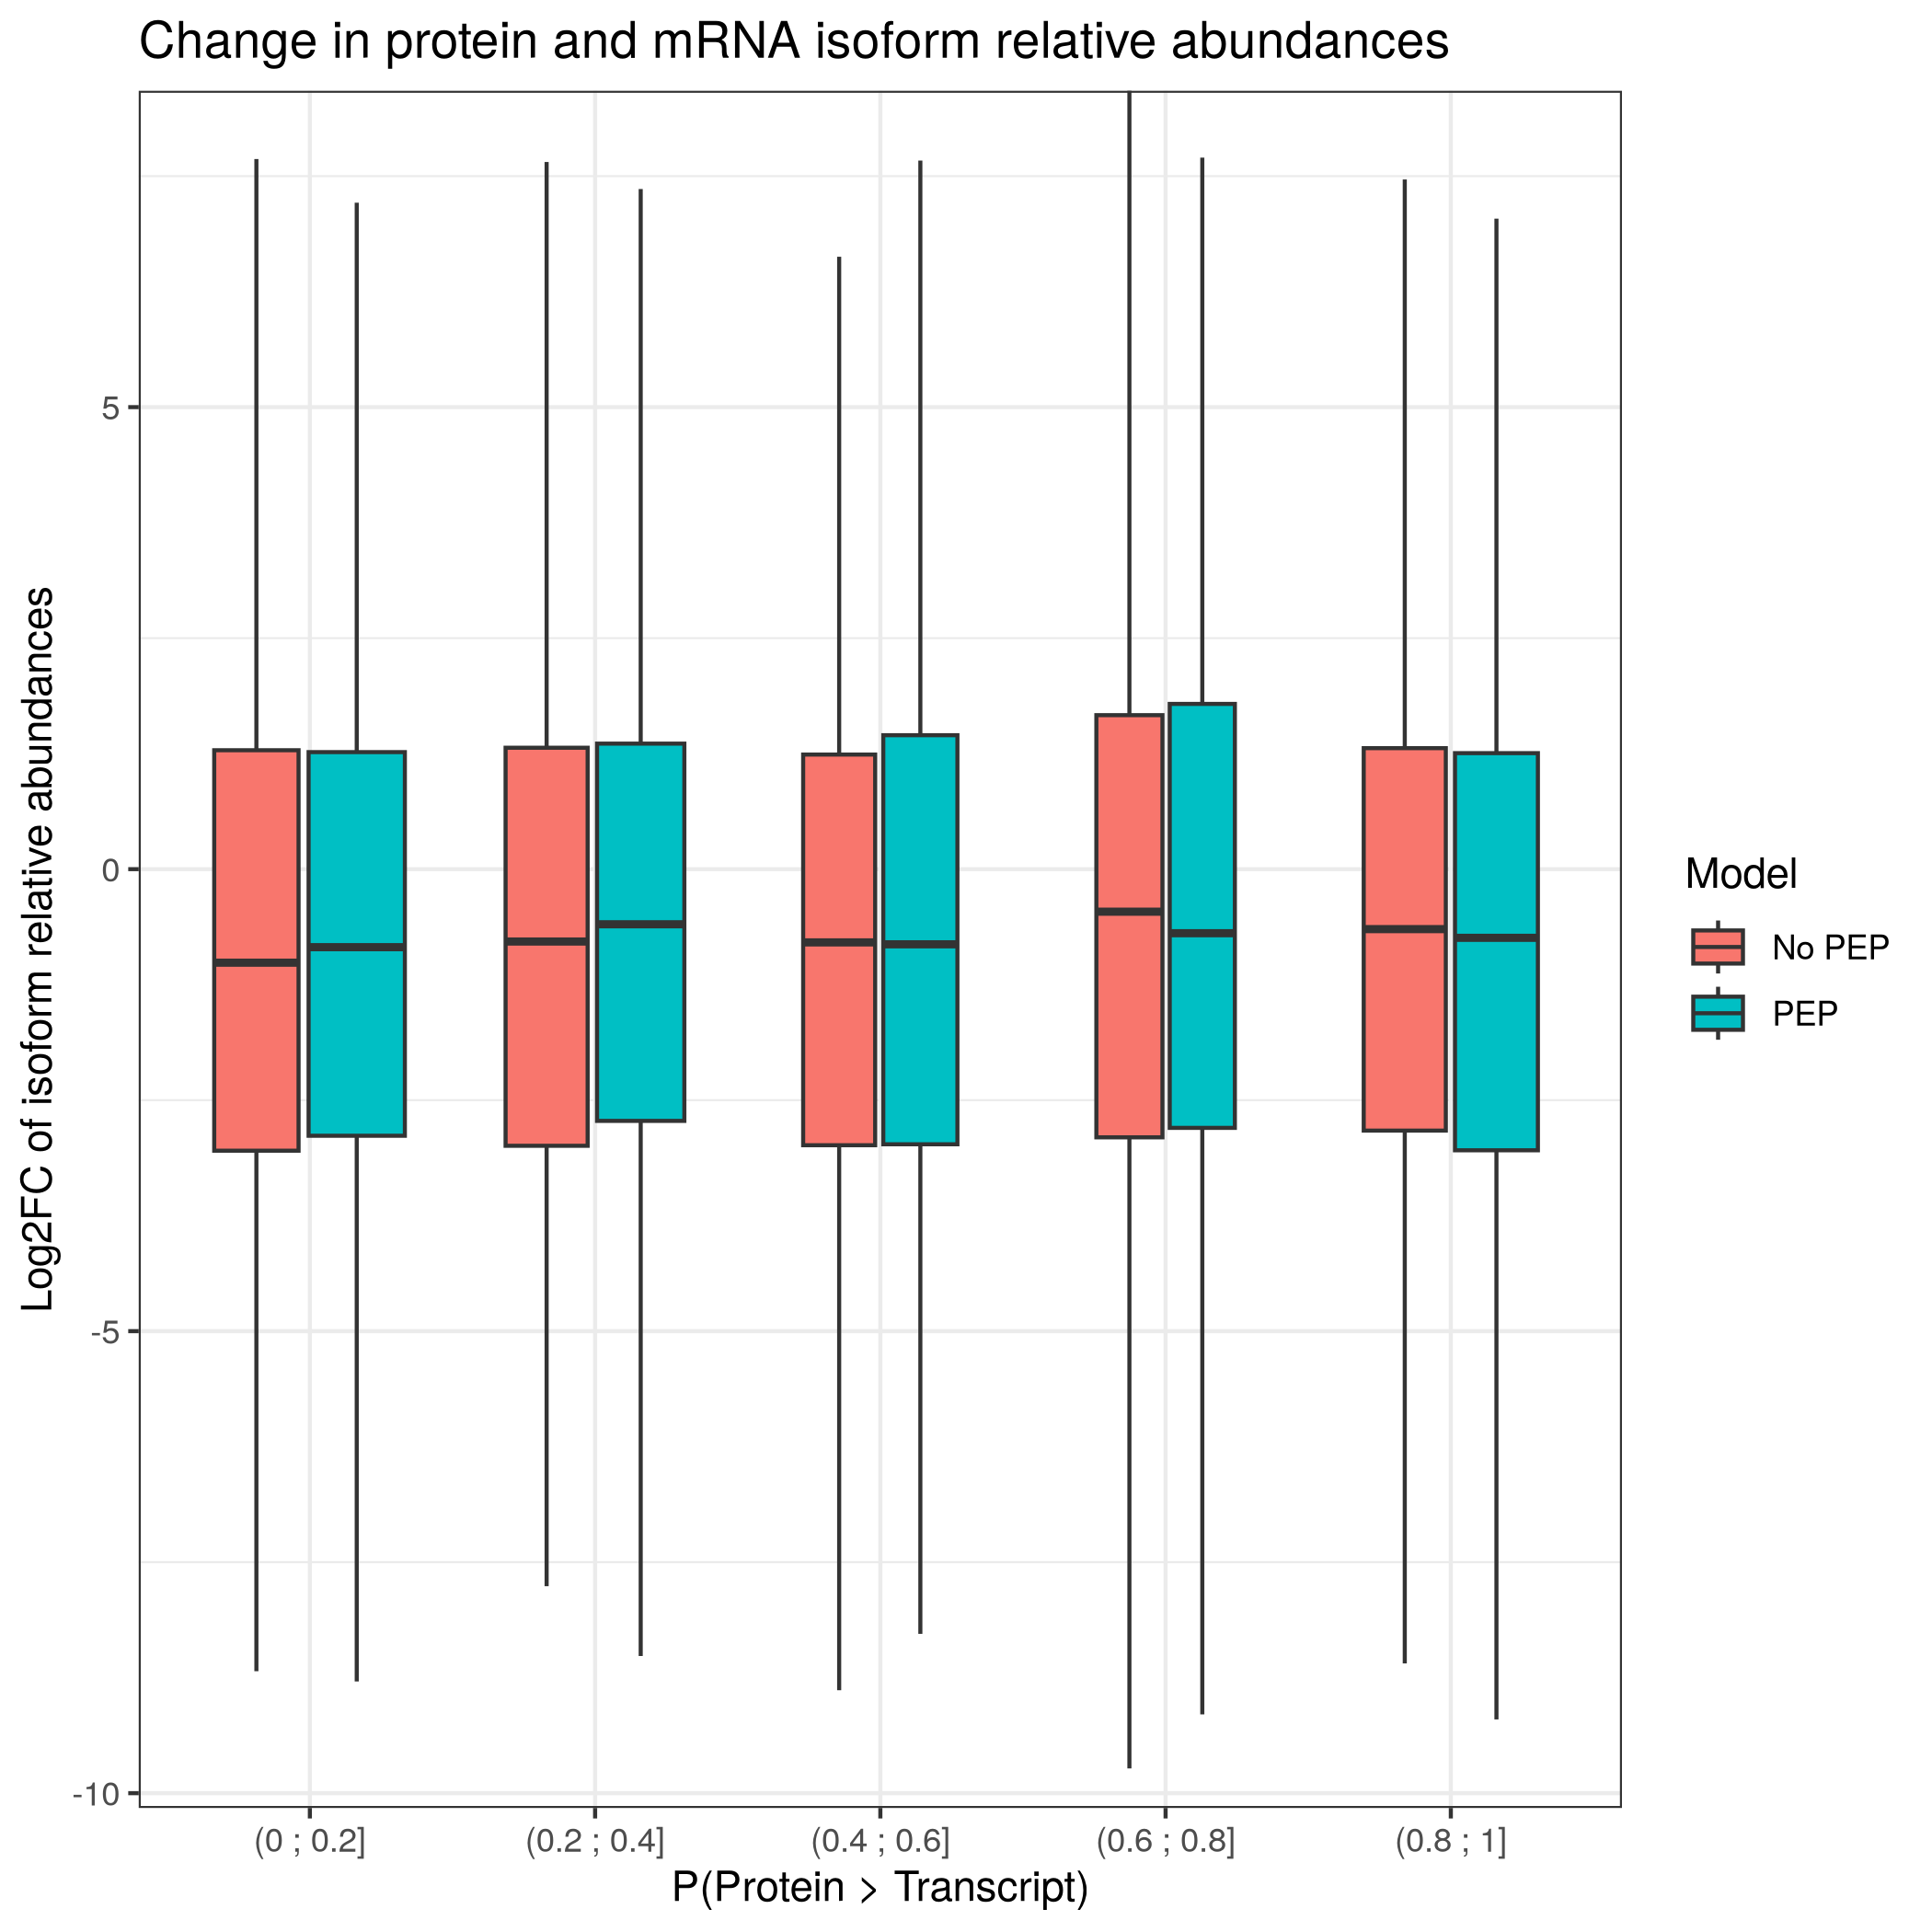 Change in protein and mRNA isoform relative abundances
Log2FC of isoform relative abundances
5
0
-5
-10
(0 ; 0.2]
(0.2 ; 0.4]
(0.4 ; 0.6]
(0.6 ; 0.8]
(0.8 ; 1]
P(Protein > Transcript)
Model
No PEP
PEP